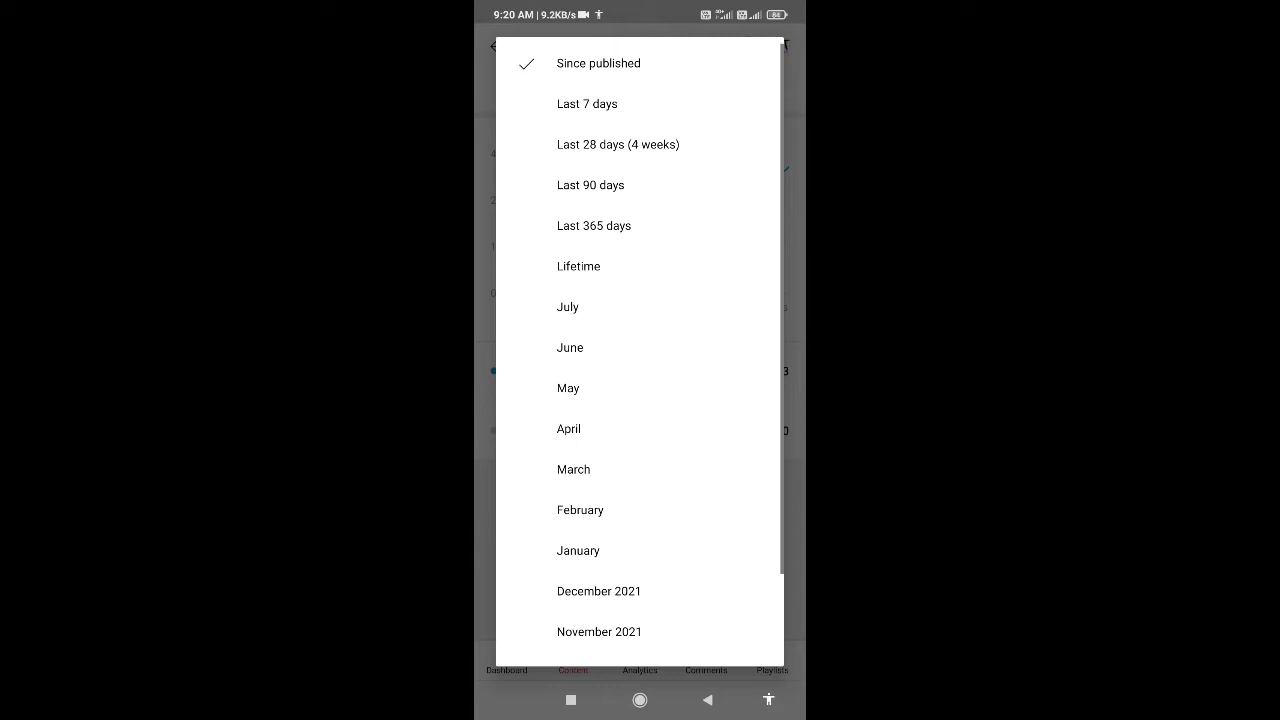 9:20 AM | 9.2KB/s
84
Since published
Last 7 days
Last 28 days (4 weeks)
Last 90 days
Last 365 days
Lifetime
July
June
May
April
March
February
January
December 2021
November 2021
Dashboard Content Analytics Comments Playlists